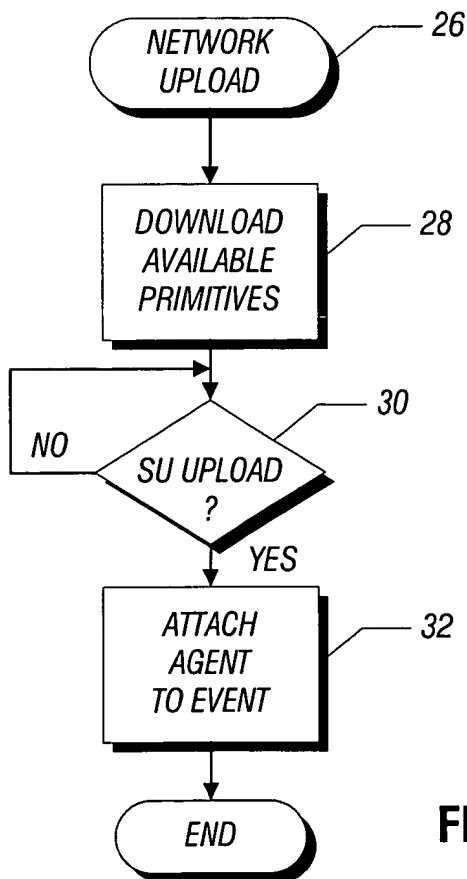 NETWORK
UPLOAD
26
DOWNLOAD
AVAILABLE
PRIMITIVES
28
30
NO
SU UPLOAD
?
YES
ATTACH
AGENT
TO EVENT
32
END